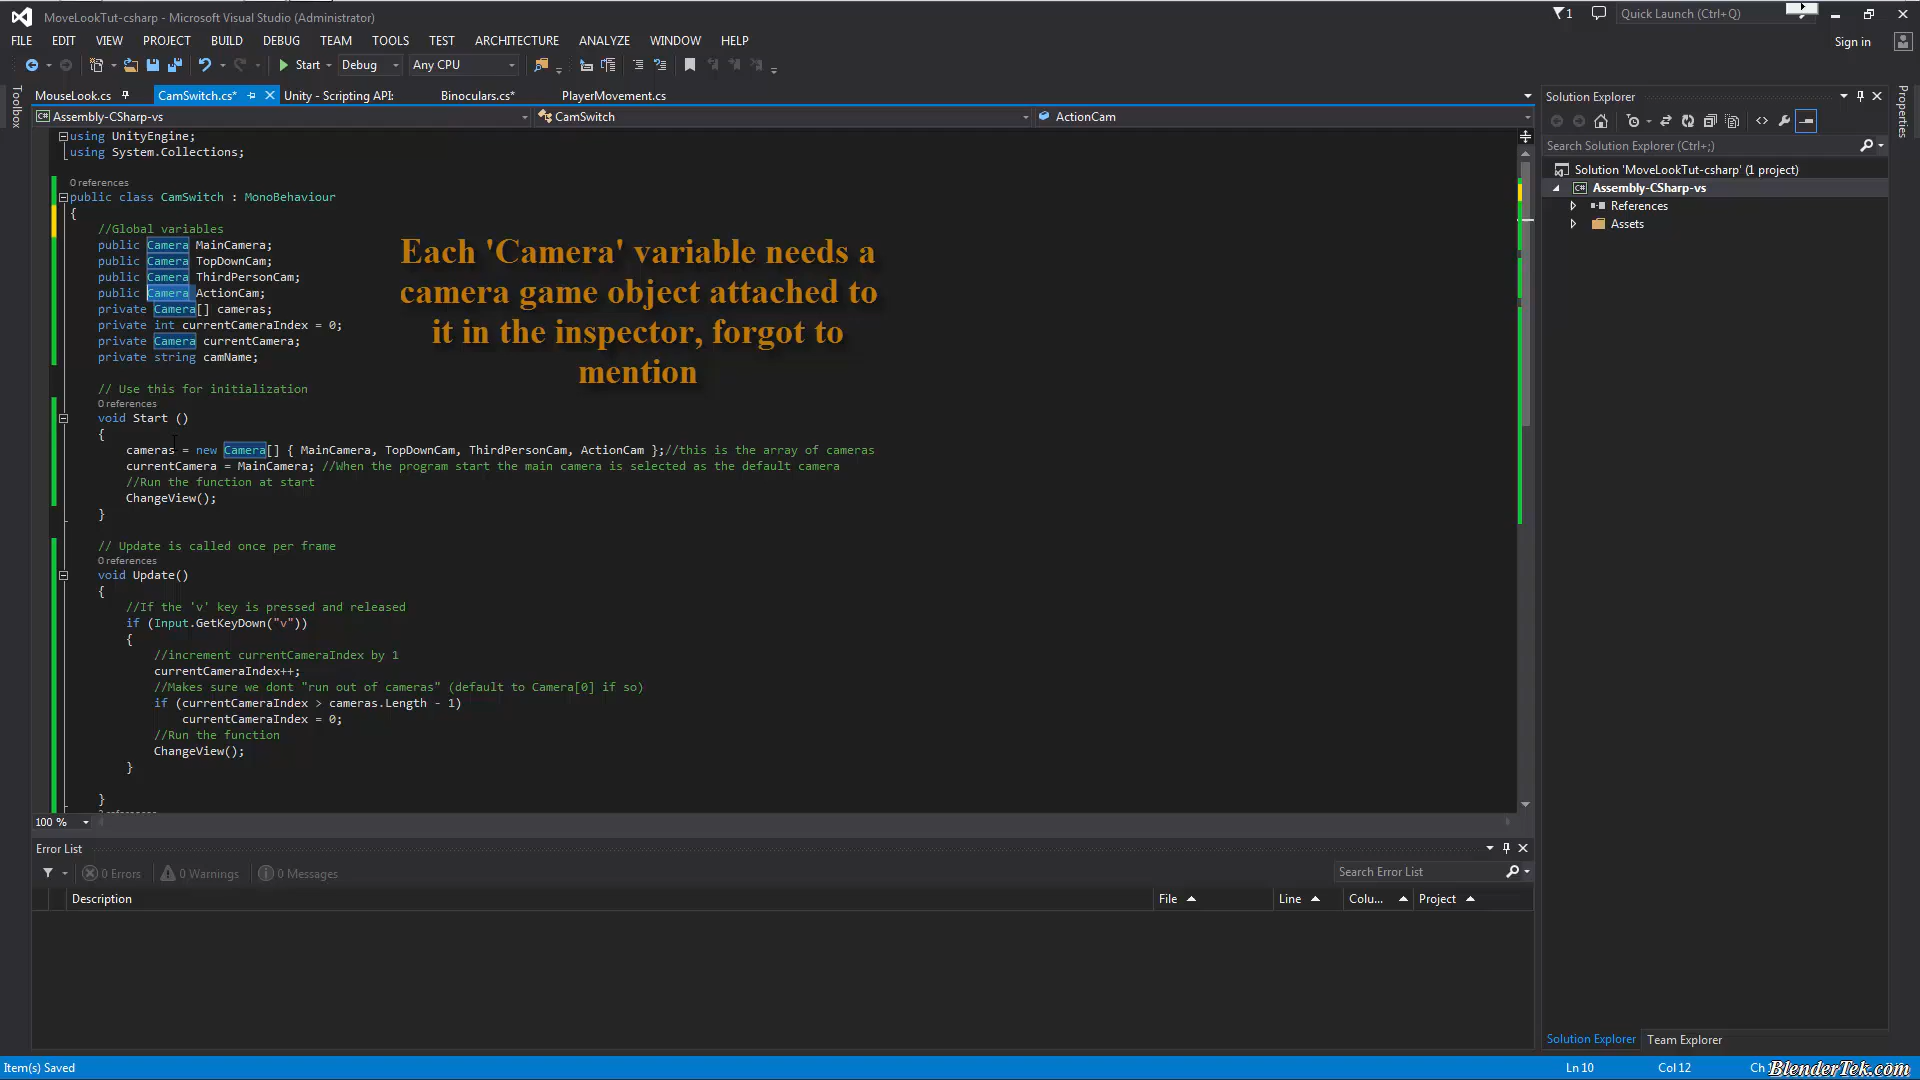 MoveLookTut-csharp - Microsoft Visual Studio (Administrator)
1
Quick Launch (Ctrl+Q)
FILE EDIT VIEW PROJECT BUILD DEBUG TEAM TOOLS TEST ARCHITECTURE ANALYZE WINDOW HELP
Sign in
Start Debug Any CPU
Toolbox
MouseLook.cs CamSwitch.cs* Unity - Scripting API: Binoculars.cs* PlayerMovement.cs
Assembly-CSharp-vs CamSwitch ActionCam
using UnityEngine;
using System.Collections;
0 references
public class CamSwitch : MonoBehaviour
{
//Global variables
public Camera MainCamera;
public Camera TopDownCam;
public Camera ThirdPersonCam;
public Camera ActionCam;
private Camera[] cameras;
private int currentCameraIndex = 0;
private Camera currentCamera;
private string camName;
// Use this for initialization
0 references
void Start ()
{
cameras = new Camera[] { MainCamera, TopDownCam, ThirdPersonCam, ActionCam };//this is the array of cameras
currentCamera = MainCamera; //When the program start the main camera is selected as the default camera
//Run the function at start
ChangeView();
}
// Update is called once per frame
0 references
void Update()
{
//If the 'v' key is pressed and released
if (Input.GetKeyDown("v"))
{
//increment currentCameraIndex by 1
currentCameraIndex++;
//Makes sure we dont "run out of cameras" (default to Camera[0] if so)
if (currentCameraIndex > cameras.Length - 1)
currentCameraIndex = 0;
//Run the function
ChangeView();
}
}
Each 'Camera' variable needs a
camera game object attached to
it in the inspector, forgot to
mention
100 %
Error List
0 Errors 0 Warnings 0 Messages
Search Error List
Description File Line Colu... Project
Solution Explorer
Search Solution Explorer (Ctrl+;)
Solution 'MoveLookTut-csharp' (1 project)
Assembly-CSharp-vs
References
Assets
Solution Explorer Team Explorer
Properties
Item(s) Saved
Ln 10 Col 12
BlenderTek.com